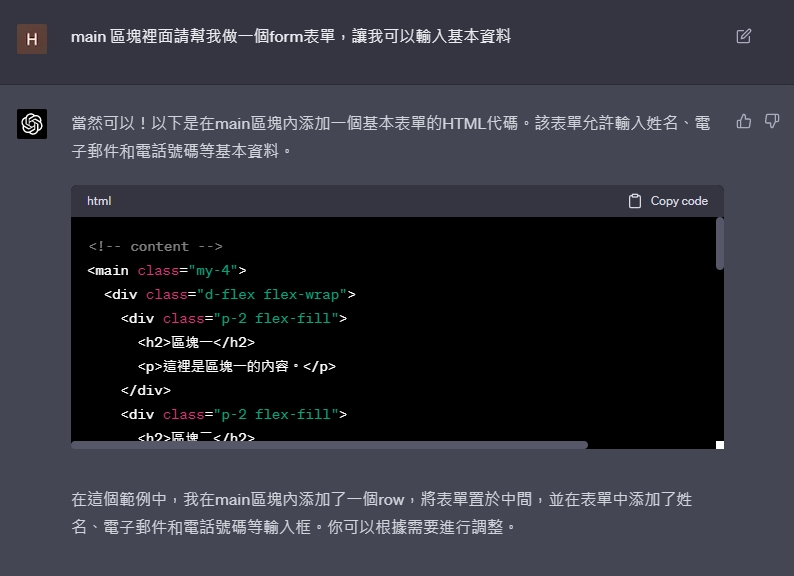 H
main 區塊裡面請幫我做一個form表單，讓我可以輸入基本資料
當然可以！以下是在main區塊內添加一個基本表單的HTML代碼。該表單允許輸入姓名、電
子郵件和電話號碼等基本資料。
html
Copy code
<!-- content -->
<main class="my-4">
<div class="d-flex flex-wrap">
<div class="p-2 flex-fill">
<h2>區塊一</h2>
<p>這裡是區塊一的內容。</p>
</div>
<div class="p-2 flex-fill">
<h2>區塊二</h2>
在這個範例中，我在main區塊內添加了一個row，將表單置於中間，並在表單中添加了姓
名、電子郵件和電話號碼等輸入框。你可以根據需要進行調整。